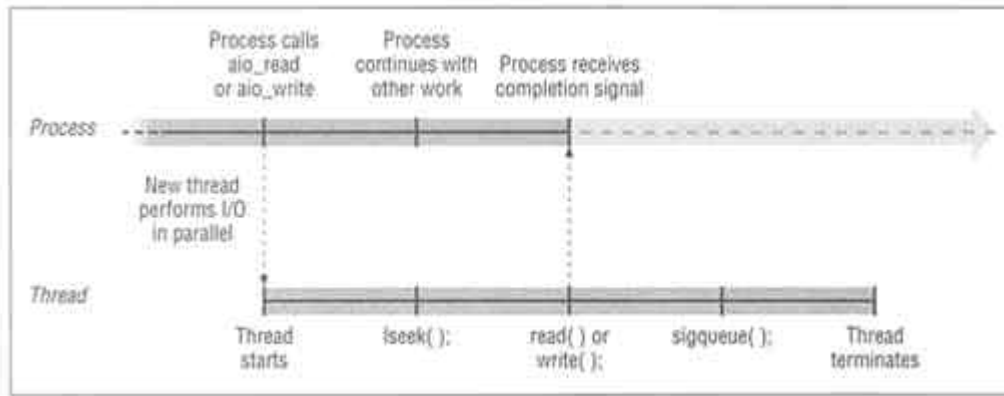 Process calls
aio_read
or aio_write
Process
continues with
other work
Process receives
completion signal
Process
New thread
performs I/O
in parallel
Thread
Thread
starts
lseek( );
read( ) or
write( );
sigqueue( );
Thread
terminates